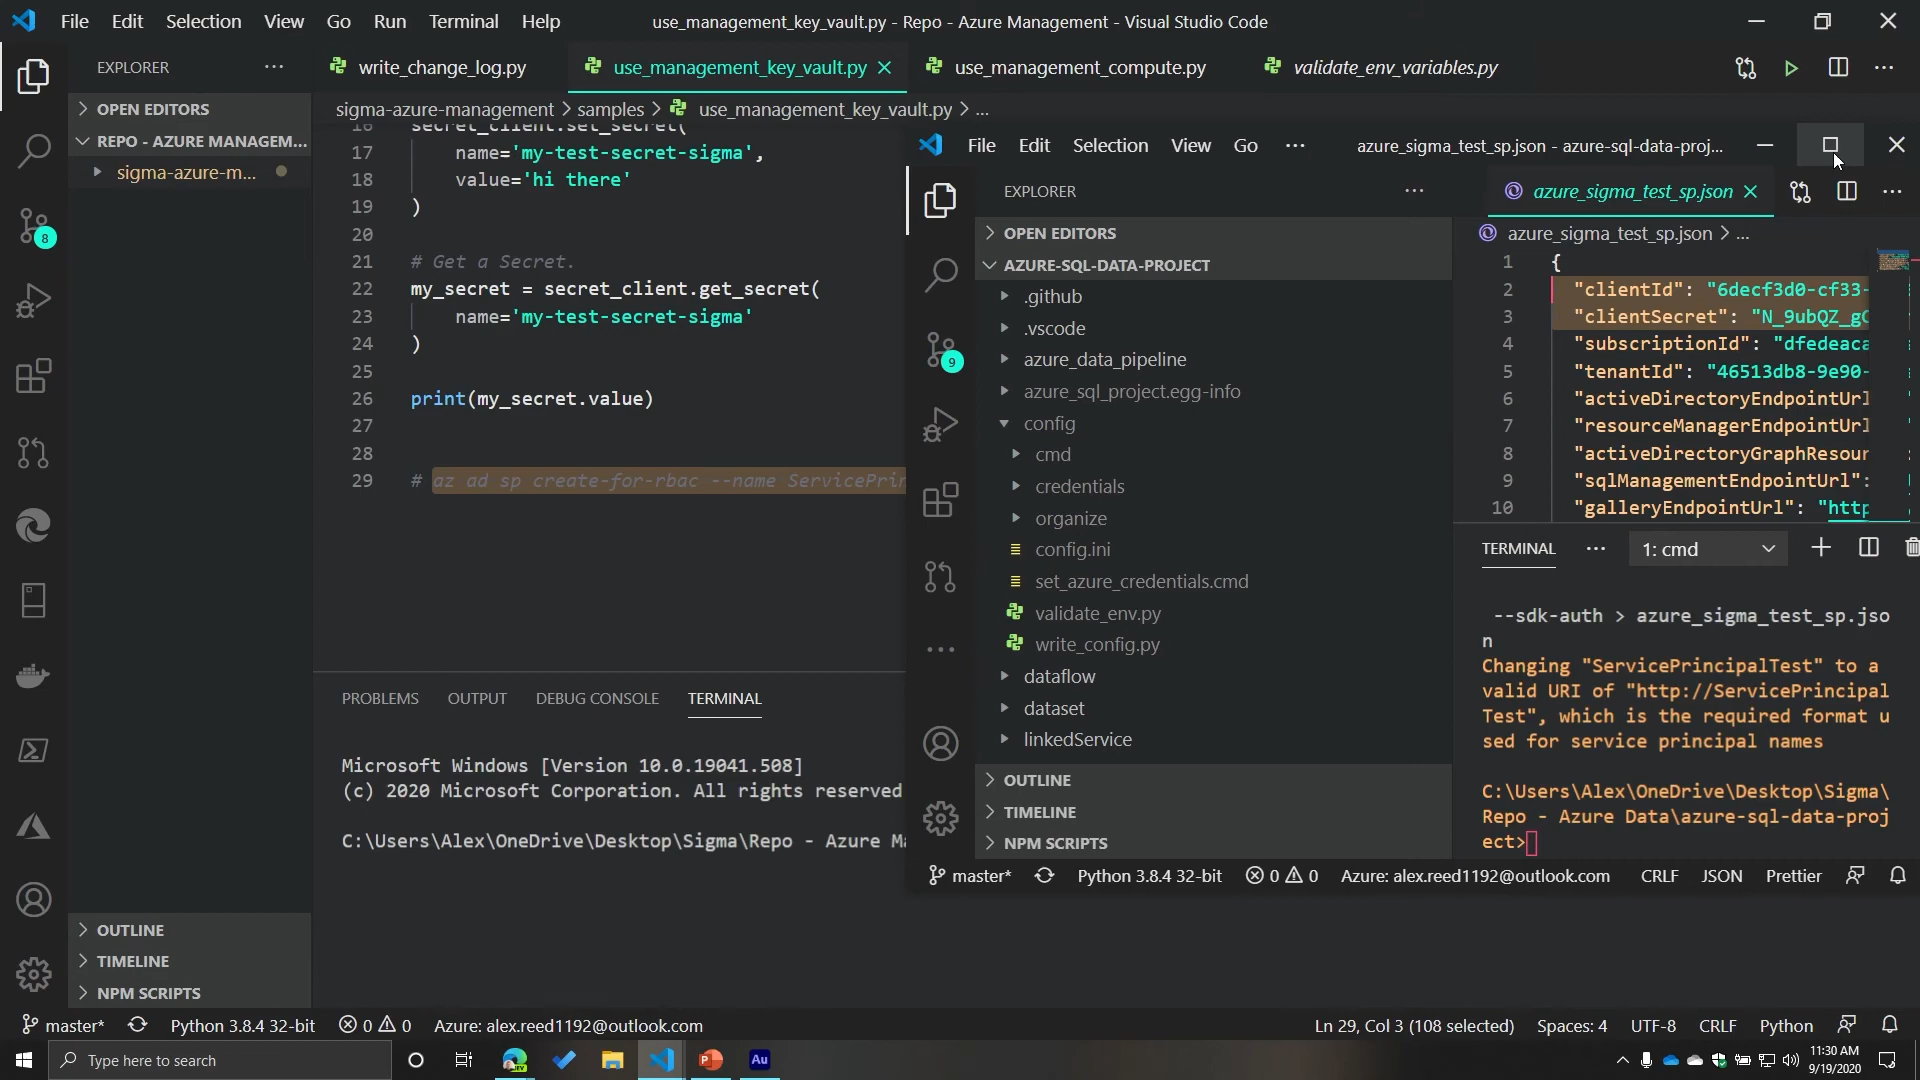 File Edit Selection View Go Run Terminal Help
use_management_key_vault.py - Repo - Azure Management - Visual Studio Code
EXPLORER
write_change_log.py
use_management_key_vault.py
use_management_compute.py
validate_env_variables.py
OPEN EDITORS
REPO - AZURE MANAGEM...
sigma-azure-m...
8
OUTLINE
TIMELINE
NPM SCRIPTS
sigma-azure-management > samples > use_management_key_vault.py > ...
16 secret_client.set_secret(
17 name='my-test-secret-sigma',
18 value='hi there'
19 )
20
21 # Get a Secret.
22 my_secret = secret_client.get_secret(
23 name='my-test-secret-sigma'
24 )
25
26 print(my_secret.value)
27
28
29 # az ad sp create-for-rbac --name ServicePrin
PROBLEMS OUTPUT DEBUG CONSOLE TERMINAL
Microsoft Windows [Version 10.0.19041.508]
(c) 2020 Microsoft Corporation. All rights reserved
C:\Users\Alex\OneDrive\Desktop\Sigma\Repo - Azure Ma
File Edit Selection View Go ...
azure_sigma_test_sp.json - azure-sql-data-proj...
EXPLORER
azure_sigma_test_sp.json
OPEN EDITORS
AZURE-SQL-DATA-PROJECT
.github
.vscode
azure_data_pipeline
azure_sql_project.egg-info
config
cmd
credentials
organize
config.ini
set_azure_credentials.cmd
validate_env.py
write_config.py
dataflow
dataset
linkedService
9
OUTLINE
TIMELINE
NPM SCRIPTS
azure_sigma_test_sp.json > ...
1 {
2 "clientId": "6decf3d0-cf33-
3 "clientSecret": "N_9ubQZ_g
4 "subscriptionId": "dfedeaca
5 "tenantId": "46513db8-9e90-
6 "activeDirectoryEndpointUrl
7 "resourceManagerEndpointUrl
8 "activeDirectoryGraphResour
9 "sqlManagementEndpointUrl":
10 "galleryEndpointUrl": "http
TERMINAL ... 1: cmd
--sdk-auth > azure_sigma_test_sp.jso
n
Changing "ServicePrincipalTest" to a
valid URI of "http://ServicePrincipal
Test", which is the required format u
sed for service principal names
C:\Users\Alex\OneDrive\Desktop\Sigma\
Repo - Azure Data\azure-sql-data-proj
ect>
master* Python 3.8.4 32-bit 0 0 Azure: alex.reed1192@outlook.com CRLF JSON Prettier
master* Python 3.8.4 32-bit 0 0 Azure: alex.reed1192@outlook.com Ln 29, Col 3 (108 selected) Spaces: 4 UTF-8 CRLF Python
Type here to search
Au
11:30 AM
9/19/2020